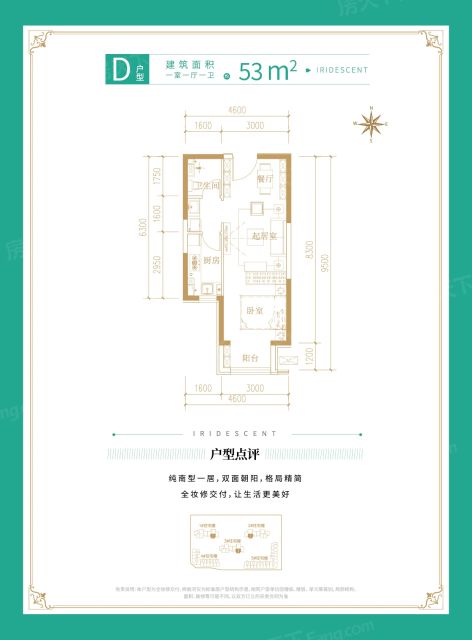 D 户型
建筑面积
一室一厅一卫
约 53 m²
IRIDESCENT
N
W E
S
4600
1600 3000
餐厅
卫生间
起居室
厨房
卧室
阳台
1750
1600
2950
6300
8300
9500
1200
1600 3000
4600
IRIDESCENT
户型点评
纯南型一居，双面朝阳，格局精简
全妆修交付，让生活更美好